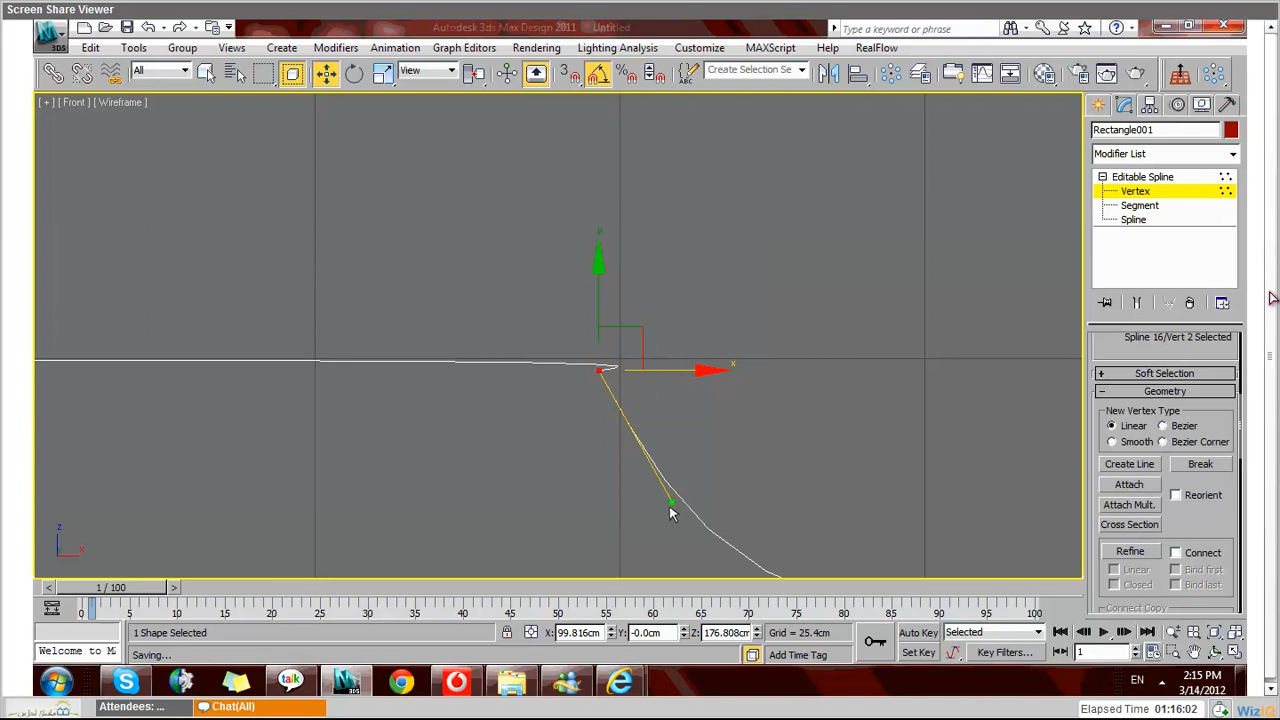 Screen Share Viewer
Autodesk 3ds Max Design 2011
Untitled
Type a keyword or phrase
3DS
Edit Tools Group Views Create Modifiers Animation Graph Editors Rendering Lighting Analysis Customize MAXScript Help RealFlow
All
View
3
Create Selection Se
[ + ] [ Front ] [ Wireframe ]
Rectangle001
Modifier List
Editable Spline
Vertex
Segment
Spline
y
x
z
x
Spline 16/Vert 2 Selected
+ Soft Selection
- Geometry
New Vertex Type
Linear Bezier
Smooth Bezier Corner
Create Line Break
Attach Reorient
Attach Mult.
Cross Section
Refine Connect
Linear Bind first
Closed Bind last
Connect Copy
< 1 / 100 >
0 5 10 15 20 25 30 35 40 45 50 55 60 65 70 75 80 85 90 95 100
1 Shape Selected X: 99.816cm Y: -0.0cm Z: 176.808cm Grid = 25.4cm Auto Key Selected
Welcome to M Saving... Add Time Tag Set Key Key Filters... 1
talk
EN
2:15 PM
3/14/2012
Attendees: ... Chat(All) Elapsed Time 01:16:02 WizIQ